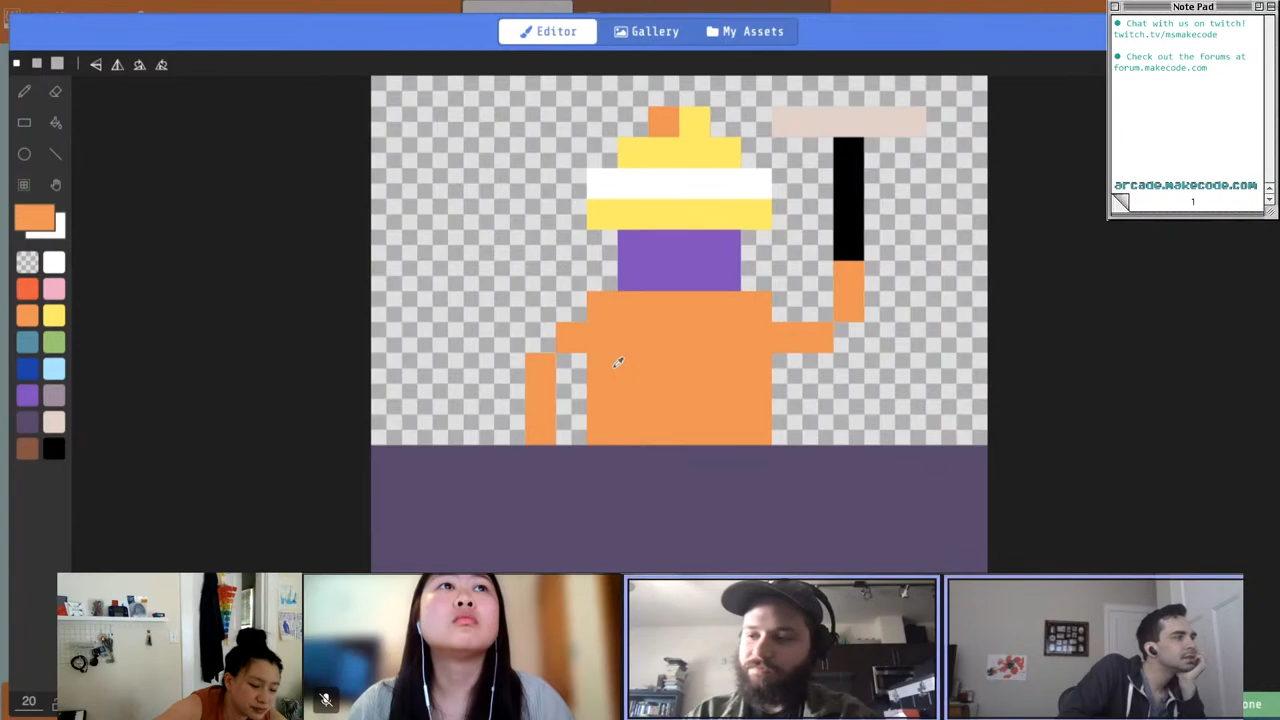 Editor
Gallery
My Assets
Note Pad
● Chat with us on twitch!
twitch.tv/msmakecode
● Check out the forums at
forum.makecode.com
arcade.makecode.com
1
20
one